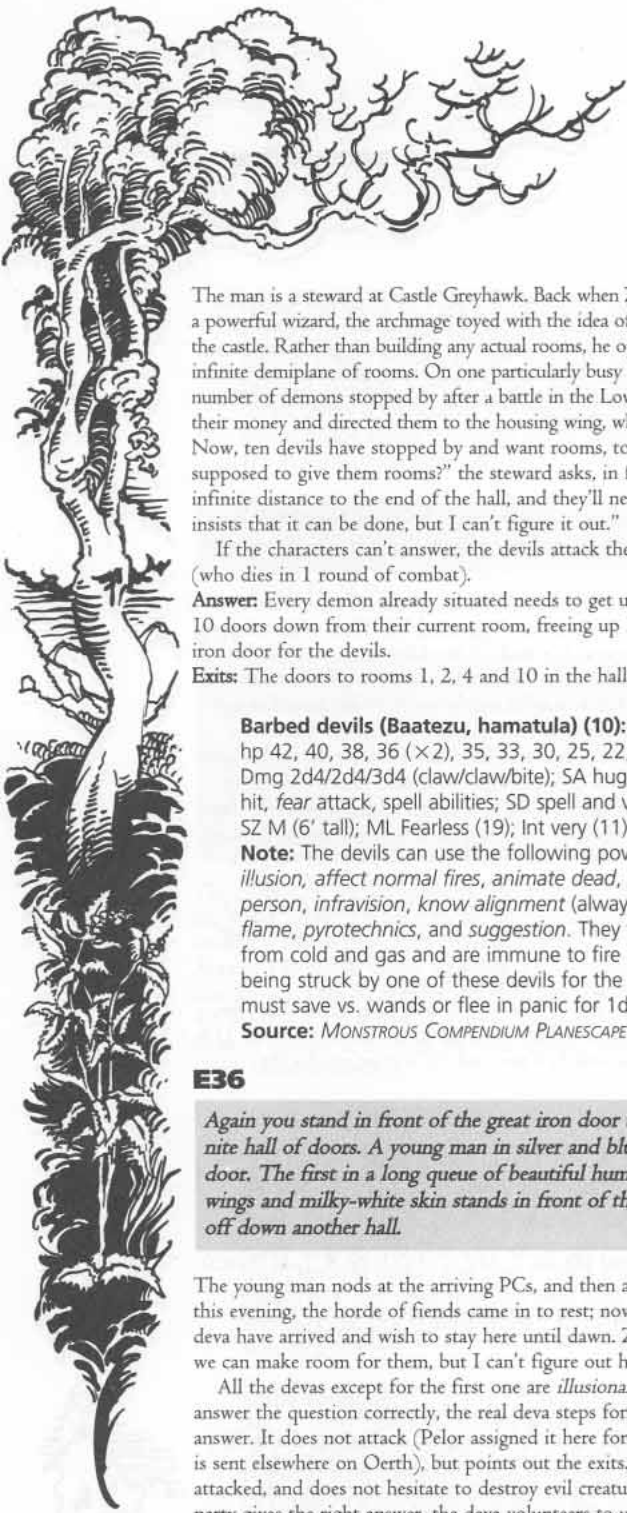 The man is a steward at Castle Greyhawk. Back when
a powerful wizard, the archmage toyed with the idea of
the castle. Rather than building any actual rooms, he
infinite demiplane of rooms. On one particularly busy
number of demons stopped by after a battle in the
their money and directed them to the housing wing,
Now, ten devils have stopped by and want rooms,
supposed to give them rooms?" the steward asks, in
infinite distance to the end of the hall, and they'll
insists that it can be done, but I can't figure it out."
If the characters can't answer, the devils attack
(who dies in 1 round of combat).
Answer: Every demon already situated needs to get
10 doors down from their current room, freeing up
iron door for the devils.
Exits: The doors to rooms 1, 2, 4 and 10 in the hall
Barbed devils (Baatezu, hamatula) (10):
hp 42, 40, 38, 36 (×2), 35, 33, 30, 25, 22,
Dmg 2d4/2d4/3d4 (claw/claw/bite); SA hug
hit, fear attack, spell abilities; SD spell and
SZ M (6' tall); ML Fearless (19); Int very (11)
Note: The devils can use the following
illusion, affect normal fires, animate dead,
person, infravision, know alignment
flame, pyrotechnics, and suggestion. They
from cold and gas and are immune to fire
being struck by one of these devils for the
must save vs. wands or flee in panic for
Source: MONSTROUS COMPENDIUM PLANESCAPE
E36
Again you stand in front of the great iron door
nite hall of doors. A young man in silver and
door. The first in a long queue of beautiful
wings and milky-white skin stands in front of
off down another hall.
The young man nods at the arriving PCs, and then
this evening, the horde of fiends came in to rest;
deva have arrived and wish to stay here until dawn.
we can make room for them, but I can't figure out
All the devas except for the first one are
answer the question correctly, the real deva steps
answer. It does not attack (Pelor assigned it here
is sent elsewhere on Oerth), but points out the exits.
attacked, and does not hesitate to destroy evil
party gives the right answer, the deva volunteers to